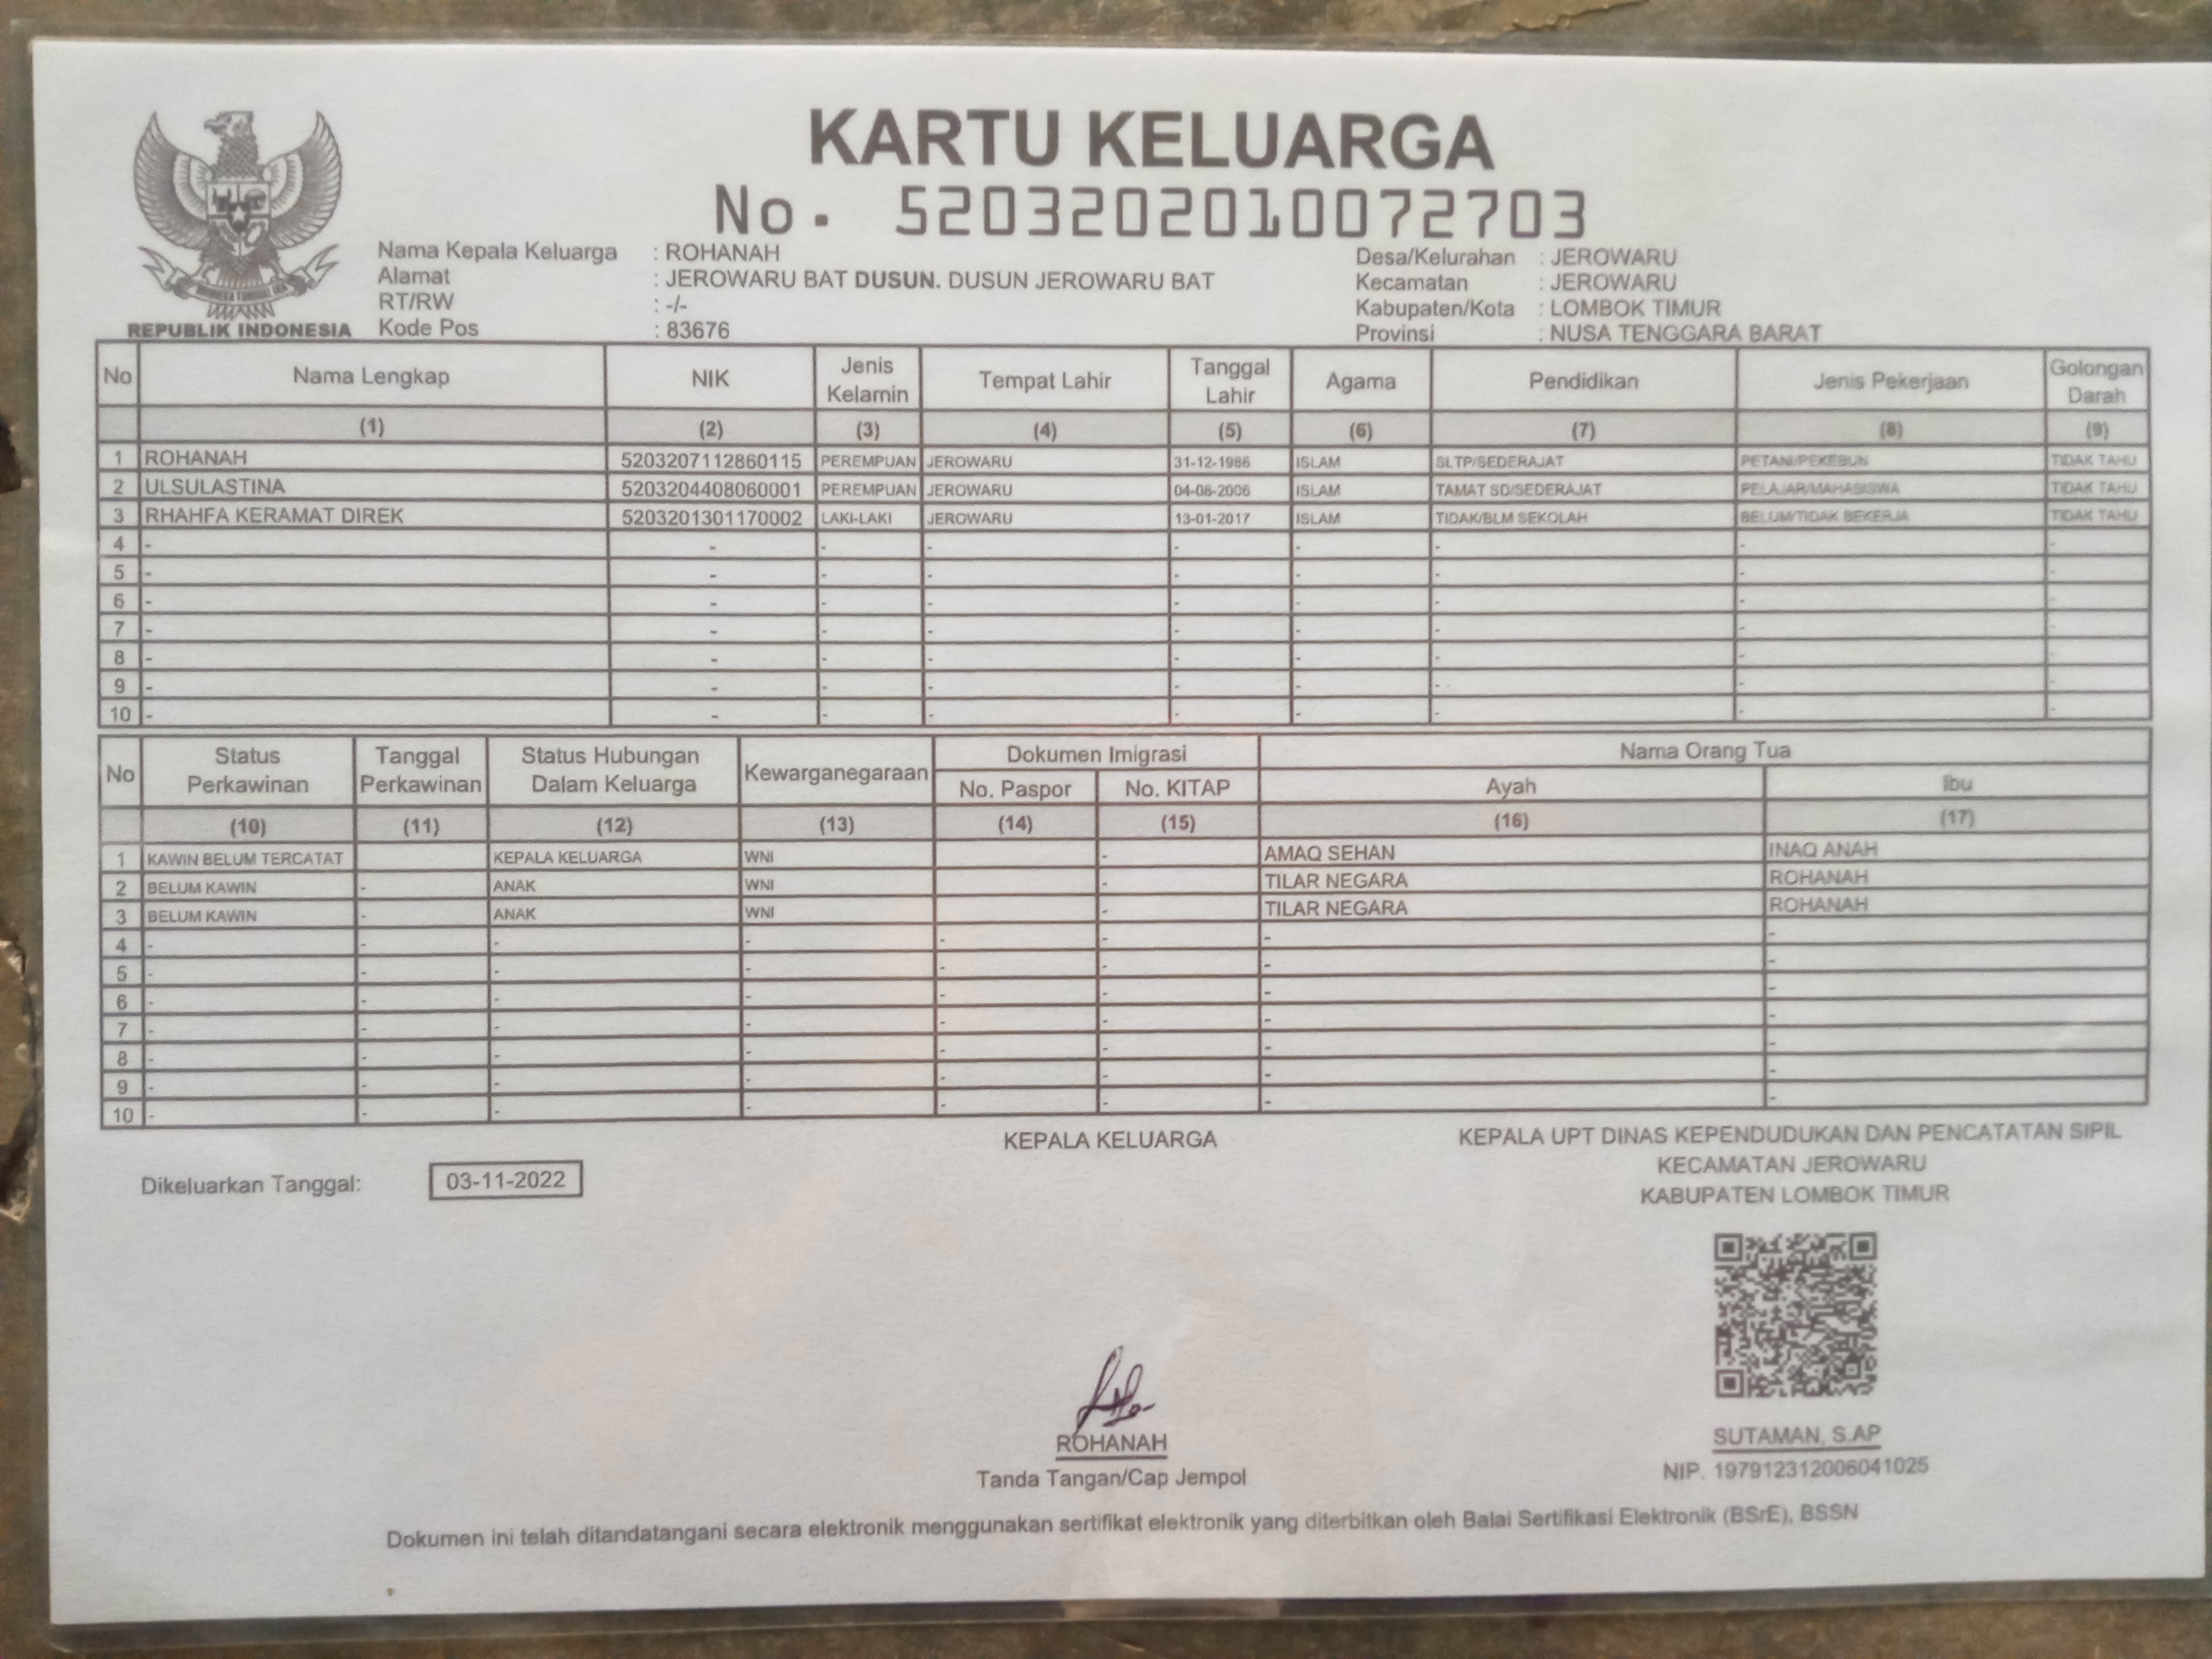 KARTU KELUARGA
No. 5203202010072703
REPUBLIK INDONESIA
Nama Kepala Keluarga : ROHANAH
Alamat : JEROWARU BAT DUSUN. DUSUN JEROWARU BAT
RT/RW : -/-
Kode Pos : 83676
Desa/Kelurahan : JEROWARU
Kecamatan : JEROWARU
Kabupaten/Kota : LOMBOK TIMUR
Provinsi : NUSA TENGGARA BARAT
No Nama Lengkap NIK Jenis Kelamin Tempat Lahir Tanggal Lahir Agama Pendidikan Jenis Pekerjaan Golongan Darah
(1) (2) (3) (4) (5) (6) (7) (8) (9)
1 ROHANAH 5203207112860115 PEREMPUAN JEROWARU 31-12-1986 ISLAM SLTP/SEDERAJAT PETANI/PEKEBUN TIDAK TAHU
2 ULSULASTINA 5203204408060001 PEREMPUAN JEROWARU 04-08-2006 ISLAM TAMAT SD/SEDERAJAT PELAJAR/MAHASISWA TIDAK TAHU
3 RHAHFA KERAMAT DIREK 5203201301170002 LAKI-LAKI JEROWARU 13-01-2017 ISLAM TIDAK/BLM SEKOLAH BELUM/TIDAK BEKERJA TIDAK TAHU
4 - - - - - - - - -
5 - - - - - - - - -
6 - - - - - - - - -
7 - - - - - - - - -
8 - - - - - - - - -
9 - - - - - - - - -
10 - - - - - - - - -
No Status Perkawinan Tanggal Perkawinan Status Hubungan Dalam Keluarga Kewarganegaraan Dokumen Imigrasi Nama Orang Tua
No. Paspor No. KITAP Ayah Ibu
(10) (11) (12) (13) (14) (15) (16) (17)
1 KAWIN BELUM TERCATAT KEPALA KELUARGA WNI - AMAQ SEHAN INAQ ANAH
2 BELUM KAWIN - ANAK WNI - TILAR NEGARA ROHANAH
3 BELUM KAWIN - ANAK WNI - TILAR NEGARA ROHANAH
4 - - - - - - - -
5 - - - - - - - -
6 - - - - - - - -
7 - - - - - - - -
8 - - - - - - - -
9 - - - - - - - -
10 - - - - - - - -
Dikeluarkan Tanggal: 03-11-2022
KEPALA KELUARGA
ROHANAH
Tanda Tangan/Cap Jempol
KEPALA UPT DINAS KEPENDUDUKAN DAN PENCATATAN SIPIL
KECAMATAN JEROWARU
KABUPATEN LOMBOK TIMUR
SUTAMAN, S.AP
NIP. 197912312006041025
Dokumen ini telah ditandatangani secara elektronik menggunakan sertifikat elektronik yang diterbitkan oleh Balai Sertifikasi Elektronik (BSrE), BSSN